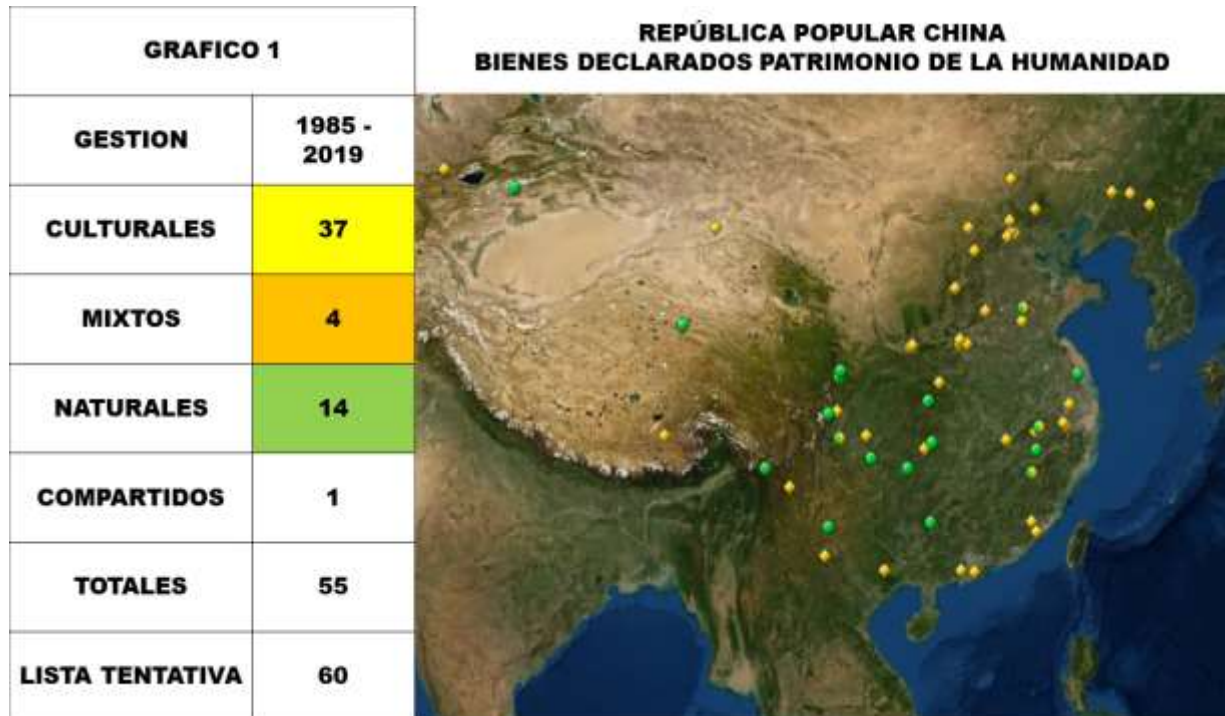 GRAFICO 1
REPÚBLICA POPULAR CHINA
BIENES DECLARADOS PATRIMONIO DE LA HUMANIDAD
GESTION
1985 -
2019
CULTURALES
37
MIXTOS
4
NATURALES
14
COMPARTIDOS
1
TOTALES
55
LISTA TENTATIVA
60